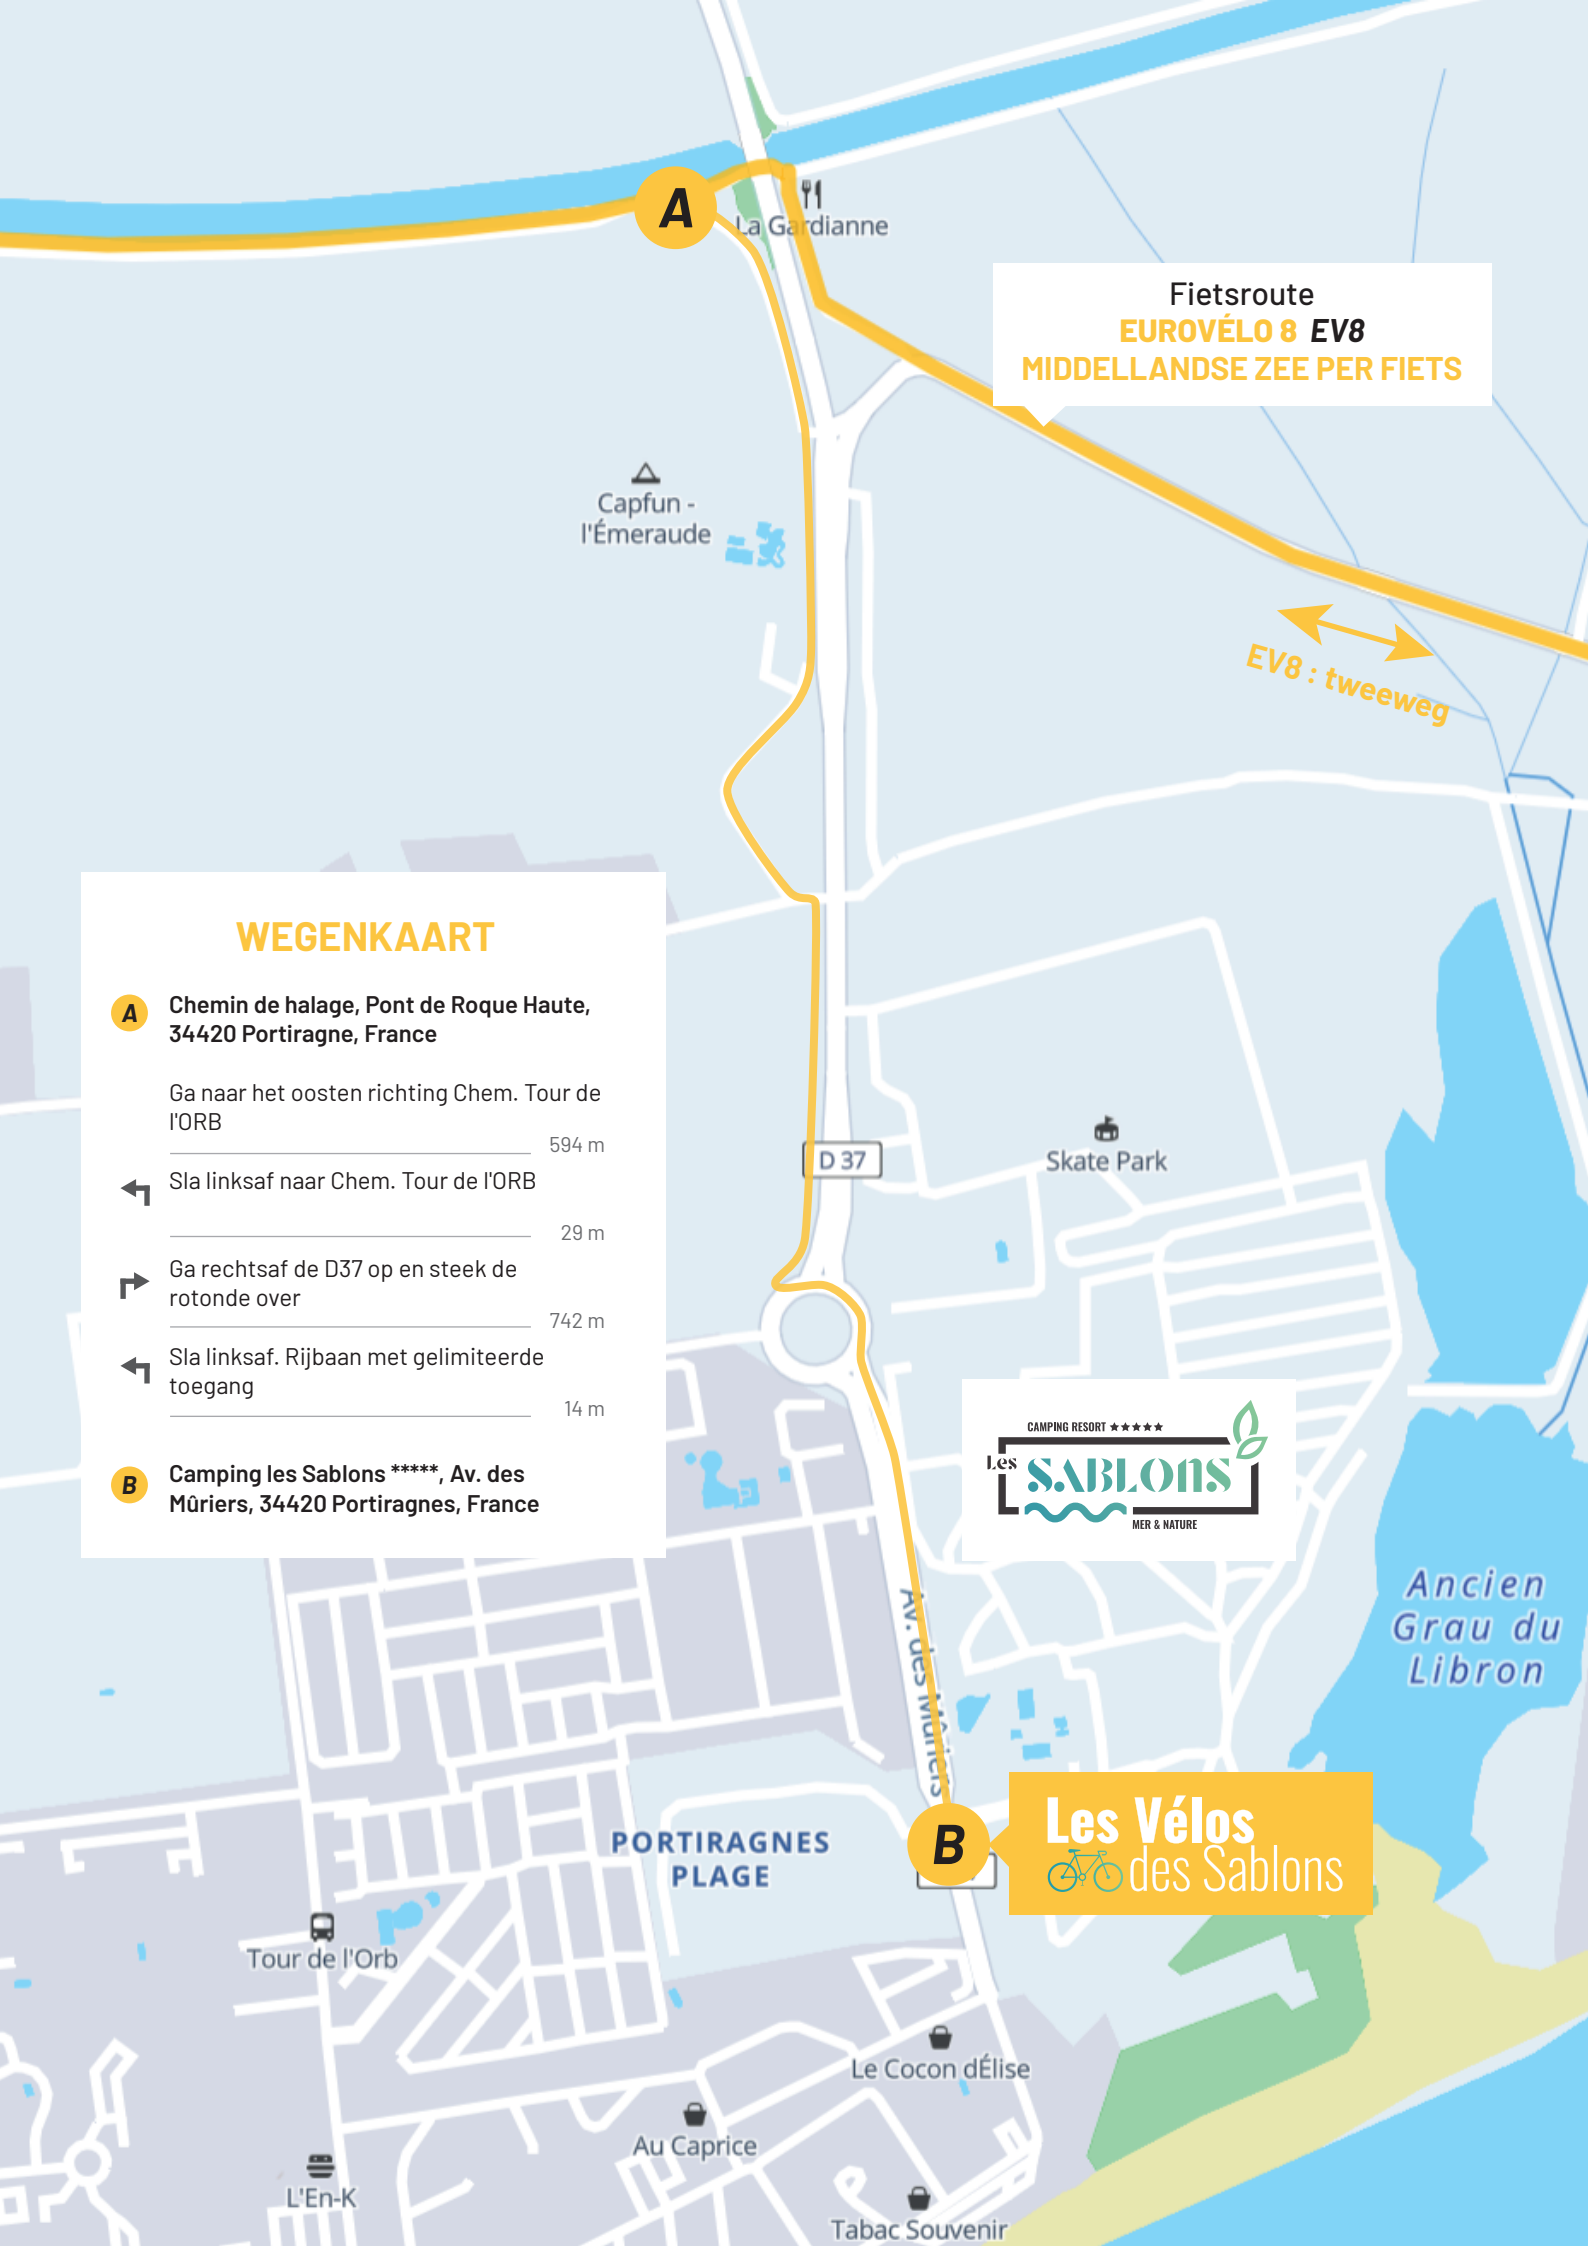 A
La Gardianne
Fietsroute
EUROVÉLO 8 EV8
MIDDELLANDSE ZEE PER FIETS
Capfun -
l'Émeraude
EV8 : tweeweg
WEGENKAART
A
Chemin de halage, Pont de Roque Haute,
34420 Portiragne, France
Ga naar het oosten richting Chem. Tour de
l'ORB
594 m
Sla linksaf naar Chem. Tour de l'ORB
29 m
Ga rechtsaf de D37 op en steek de
rotonde over
742 m
Sla linksaf. Rijbaan met gelimiteerde
toegang
14 m
B
Camping les Sablons *****, Av. des
Mûriers, 34420 Portiragnes, France
D 37
Skate Park
CAMPING RESORT ★★★★★
Les
SABLONS
MER & NATURE
Ancien
Grau du
Libron
Av. des Mûriers
PORTIRAGNES
PLAGE
B
Les Vélos
des Sablons
Tour de l'Orb
Le Cocon dÉlise
Au Caprice
L'En-K
Tabac Souvenir